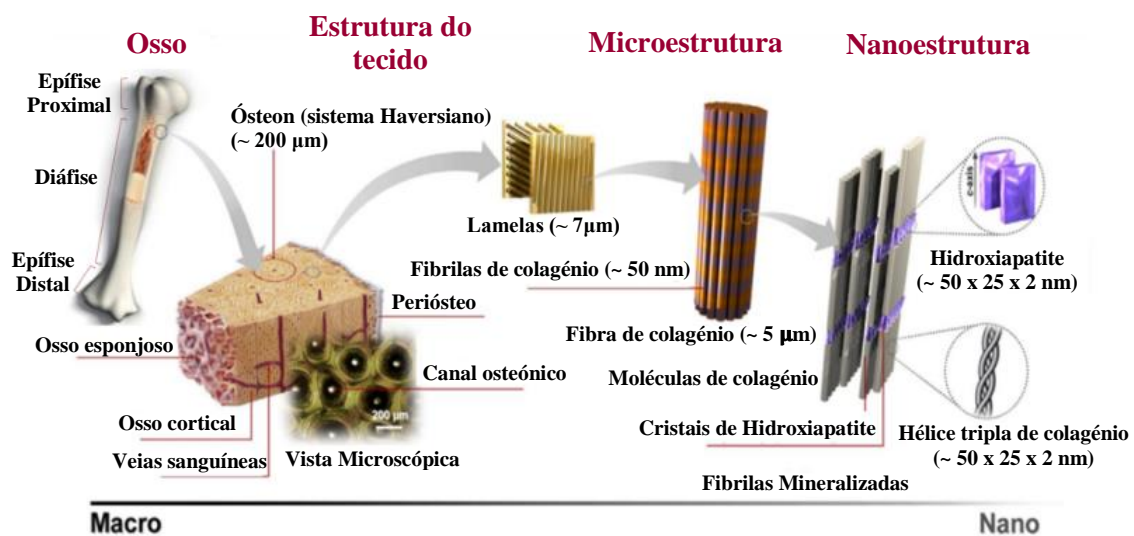 Osso
Estrutura do
tecido
Microestrutura
Nanoestrutura
Epífise
Proximal
Diáfise
Epífise
Distal
Ósteon (sistema Haversiano)
(~ 200 µm)
Lamelas (~ 7µm)
Fibrilas de colagénio (~ 50 nm)
Periósteo
Osso esponjoso
Canal osteónico
200 µm
Osso cortical
Veias sanguíneas
Vista Microscópica
Fibra de colagénio (~ 5 µm)
c-axis
Hidroxiapatite
(~ 50 x 25 x 2 nm)
Moléculas de colagénio
Cristais de Hidroxiapatite
Hélice tripla de colagénio
(~ 50 x 25 x 2 nm)
Fibrilas Mineralizadas
Macro
Nano